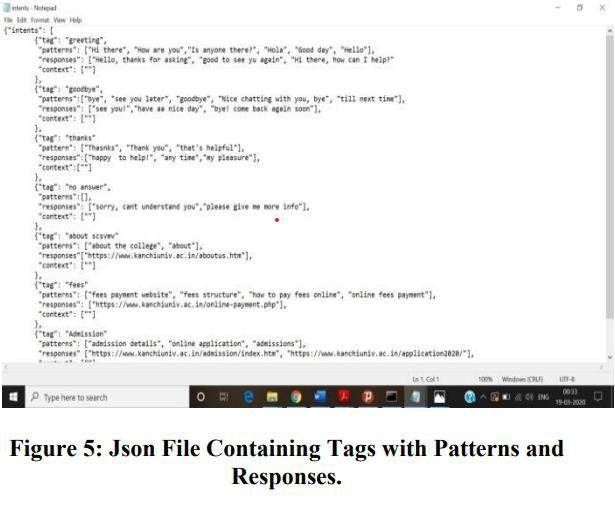 intents - Notepad
File Edit Format View Help
{"intents": [
{"tag": "greeting",
"patterns": ["Hi there", "How are you","Is anyone there?", "Hola", "Good day", "Hello"],
"responses": ["Hello, thanks for asking", "good to see yu again", "Hi there, how can I help?"
"context": [""]
},
{"tag": "goodbye",
"patterns":["bye", "see you later", "goodbye", "Nice chatting with you, bye", "till next time"],
"responses": ["see you!","have aa nice day", "bye! come back again soon"],
"context": [""]
},
{"tag": "thanks"
"pattern": ["Thasnks", "Thank you", "that's helpful"],
"responses":["happy to help!", "any time","my pleasure"],
"context":[""]
},
{"tag": "no answer",
"patterns":[],
"responses": ["sorry, cant understand you","please give me more info"],
"context": [""]
},
{"tag": "about scsvmv"
"patterns": ["about the college", "about"],
"responses"["https://www.kanchiuniv.ac.in/aboutus.htm"],
"context": [""]
},
{"tag": "fees"
"patterns": ["fees payment website", "fees structure", "how to pay fees online", "online fees payment"],
"responses": ["https://www.kanchiuniv.ac.in/online-payment.php"],
"context": [""]
},
{"tag": "Admission"
"patterns": ["admission details", "online application", "admissions"],
"responses" ["https://www.kanchiuniv.ac.in/admission/index.htm", "https://www.kanchiuniv.ac.in/application2020/"],
Ln 1, Col 1 100% Windows (CRLF) UTF-8
Type here to search
ENG
00:33
19-03-2020
Figure 5: Json File Containing Tags with Patterns and
Responses.